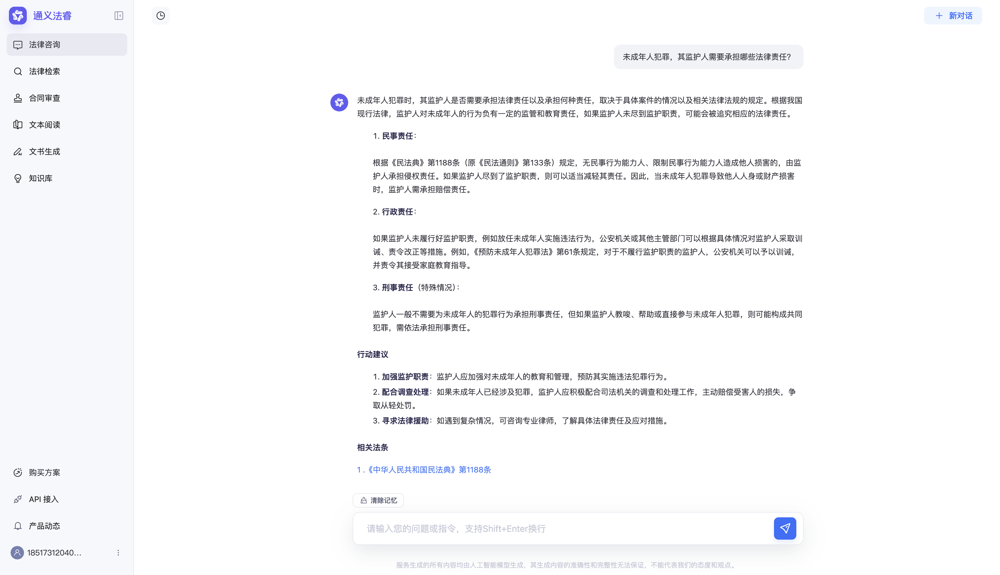 通义法睿
新对话
法律咨询
法律检索
合同审查
文本阅读
文书生成
知识库
未成年人犯罪，其监护人需要承担哪些法律责任?
未成年人犯罪时，其监护人是否需要承担法律责任以及承担何种责任，取决于具体案件的情况以及相关法律法规的规定。根据我国
现行法律，监护人对未成年人的行为负有一定的监管和教育责任，如果监护人未尽到监护职责，可能会被追究相应的法律责任。
1. 民事责任：
根据《民法典》第1188条（原《民法通则》第133条）规定，无民事行为能力人、限制民事行为能力人造成他人损害的，由监
护人承担侵权责任。如果监护人尽到了监护职责，则可以适当减轻其责任。因此，当未成年人犯罪导致他人人身或财产损害
时，监护人需承担赔偿责任。
2. 行政责任：
如果监护人未履行好监护职责，例如放任未成年人实施违法行为，公安机关或其他主管部门可以根据具体情况对监护人采取训
诫、责令改正等措施。例如，《预防未成年人犯罪法》第61条规定，对于不履行监护职责的监护人，公安机关可以予以训诫，
并责令其接受家庭教育指导。
3. 刑事责任（特殊情况）：
监护人一般不需要为未成年人的犯罪行为承担刑事责任，但如果监护人教唆、帮助或直接参与未成年人犯罪，则可能构成共同
犯罪，需依法承担刑事责任。
行动建议
1. 加强监护职责：监护人应加强对未成年人的教育和管理，预防其实施违法犯罪行为。
2. 配合调查处理：如果未成年人已经涉及犯罪，监护人应积极配合司法机关的调查和处理工作，主动赔偿受害人的损失，争
取从轻处罚。
3. 寻求法律援助：如遇到复杂情况，可咨询专业律师，了解具体法律责任及应对措施。
相关法条
1 .《中华人民共和国民法典》第1188条
清除记忆
请输入您的问题或指令，支持Shift+Enter换行
服务生成的所有内容均由人工智能模型生成，其生成内容的准确性和完整性无法保证，不能代表我们的态度和观点。
购买方案
API 接入
产品动态
18517312040...